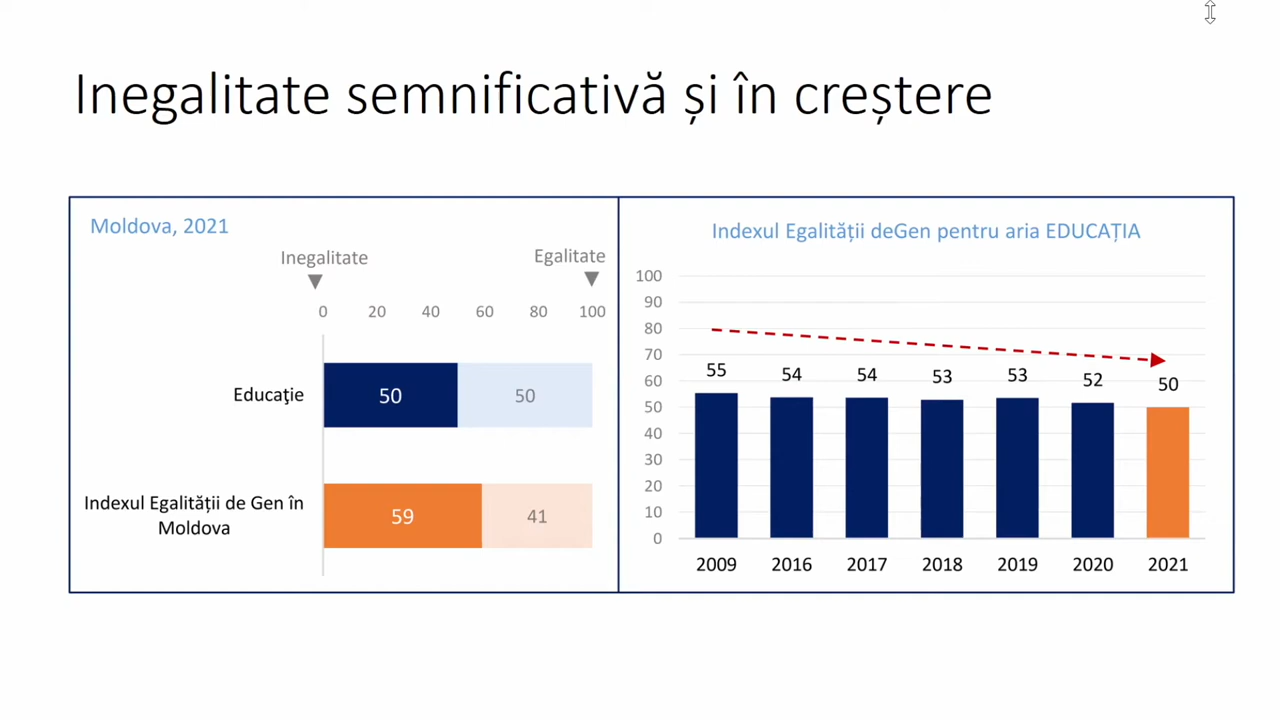 Inegalitate semnificativă și în creștere
Moldova, 2021
Inegalitate
Egalitate
0 20 40 60 80 100
Educaţie
50 50
Indexul Egalității de Gen în
Moldova
59 41
Indexul Egalității deGen pentru aria EDUCAȚIA
100
90
80
70
60
50
40
30
20
10
0
55 54 54 53 53 52 50
2009 2016 2017 2018 2019 2020 2021